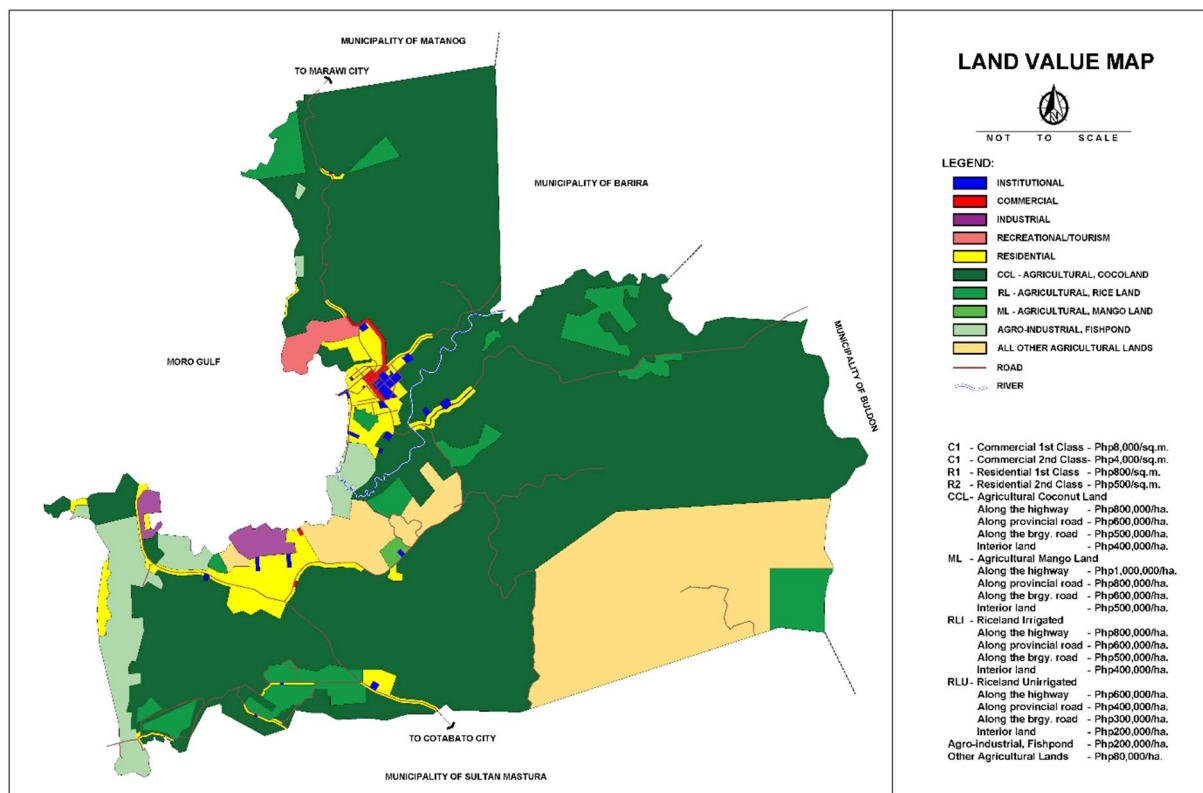 MUNICIPALITY OF MATANOG
TO MARAWI CITY
MUNICIPALITY OF BARIRA
MORO GULF
MUNICIPALITY OF BULDON
TO COTABATO CITY
MUNICIPALITY OF SULTAN MASTURA
LAND VALUE MAP
N
NOT TO SCALE
LEGEND:
INSTITUTIONAL
COMMERCIAL
INDUSTRIAL
RECREATIONAL/TOURISM
RESIDENTIAL
CCL - AGRICULTURAL, COCOLAND
RL - AGRICULTURAL, RICE LAND
ML - AGRICULTURAL, MANGO LAND
AGRO-INDUSTRIAL, FISHPOND
ALL OTHER AGRICULTURAL LANDS
ROAD
RIVER
C1 - Commercial 1st Class - Php8,000/sq.m.
C1 - Commercial 2nd Class - Php4,000/sq.m.
R1 - Residential 1st Class - Php800/sq.m.
R2 - Residential 2nd Class - Php500/sq.m.
CCL - Agricultural Coconut Land
Along the highway - Php800,000/ha.
Along provincial road - Php600,000/ha.
Along the brgy. road - Php500,000/ha.
Interior land - Php400,000/ha.
ML - Agricultural Mango Land
Along the highway - Php1,000,000/ha.
Along provincial road - Php800,000/ha.
Along the brgy. road - Php600,000/ha.
Interior land - Php500,000/ha.
RLI - Riceland Irrigated
Along the highway - Php800,000/ha.
Along provincial road - Php600,000/ha.
Along the brgy. road - Php500,000/ha.
Interior land - Php400,000/ha.
RLU - Riceland Unirrigated
Along the highway - Php600,000/ha.
Along provincial road - Php400,000/ha.
Along the brgy. road - Php300,000/ha.
Interior land - Php200,000/ha.
Agro-industrial, Fishpond - Php200,000/ha.
Other Agricultural Lands - Php80,000/ha.